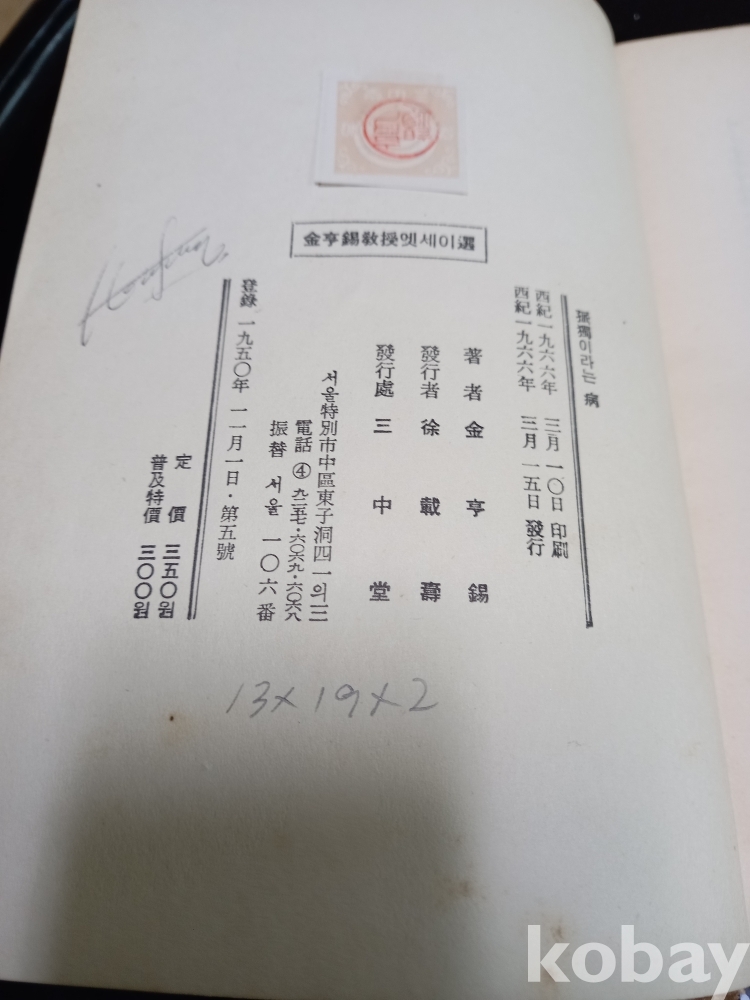 金亨錫敎授엣세이選
孤獨이라는 病
西紀一九六六年 三月 一〇日 印刷
西紀一九六六年 三月 一五日 發行
著者 金亨錫
發行者 徐載壽
發行處 三中堂
서울特別市中區東子洞四一의三
電話 ④ 九二五七·六〇六九·六〇六八
振替 서울 一〇六番
登錄 一九五〇年 一一月一日·第五號
定價 三五〇원
普及特價 三〇〇원
13×19×2
kobay